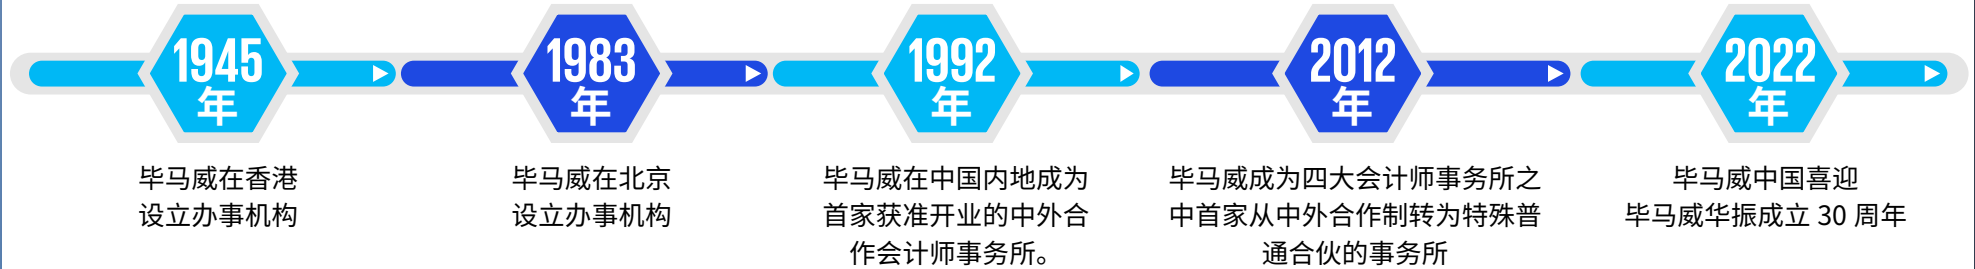 1945
年
毕马威在香港
设立办事机构
1983
年
毕马威在北京
设立办事机构
1992
年
毕马威在中国内地成为
首家获准开业的中外合
作会计师事务所。
2012
年
毕马威成为四大会计师事务所之
中首家从中外合作制转为特殊普
通合伙的事务所
2022
年
毕马威中国喜迎
毕马威华振成立 30 周年